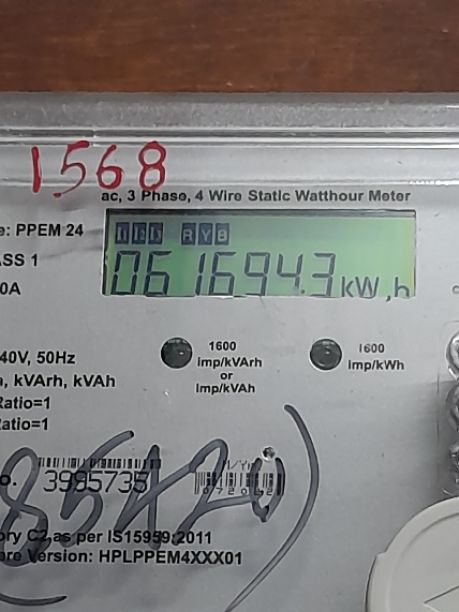 1568
ac, 3 Phase, 4 Wire Static Watthour Meter
e: PPEM 24
ASS 1
0A
R Y B
061694.3 kW,h
40V, 50Hz
a, kVArh, kVAh
Ratio=1
Ratio=1
1600
imp/kVArh
or
imp/kVAh
1600
imp/kWh
o. 3995735
(85420)
ory C2 as per IS15959:2011
are Version: HPLPPEM4XXX01